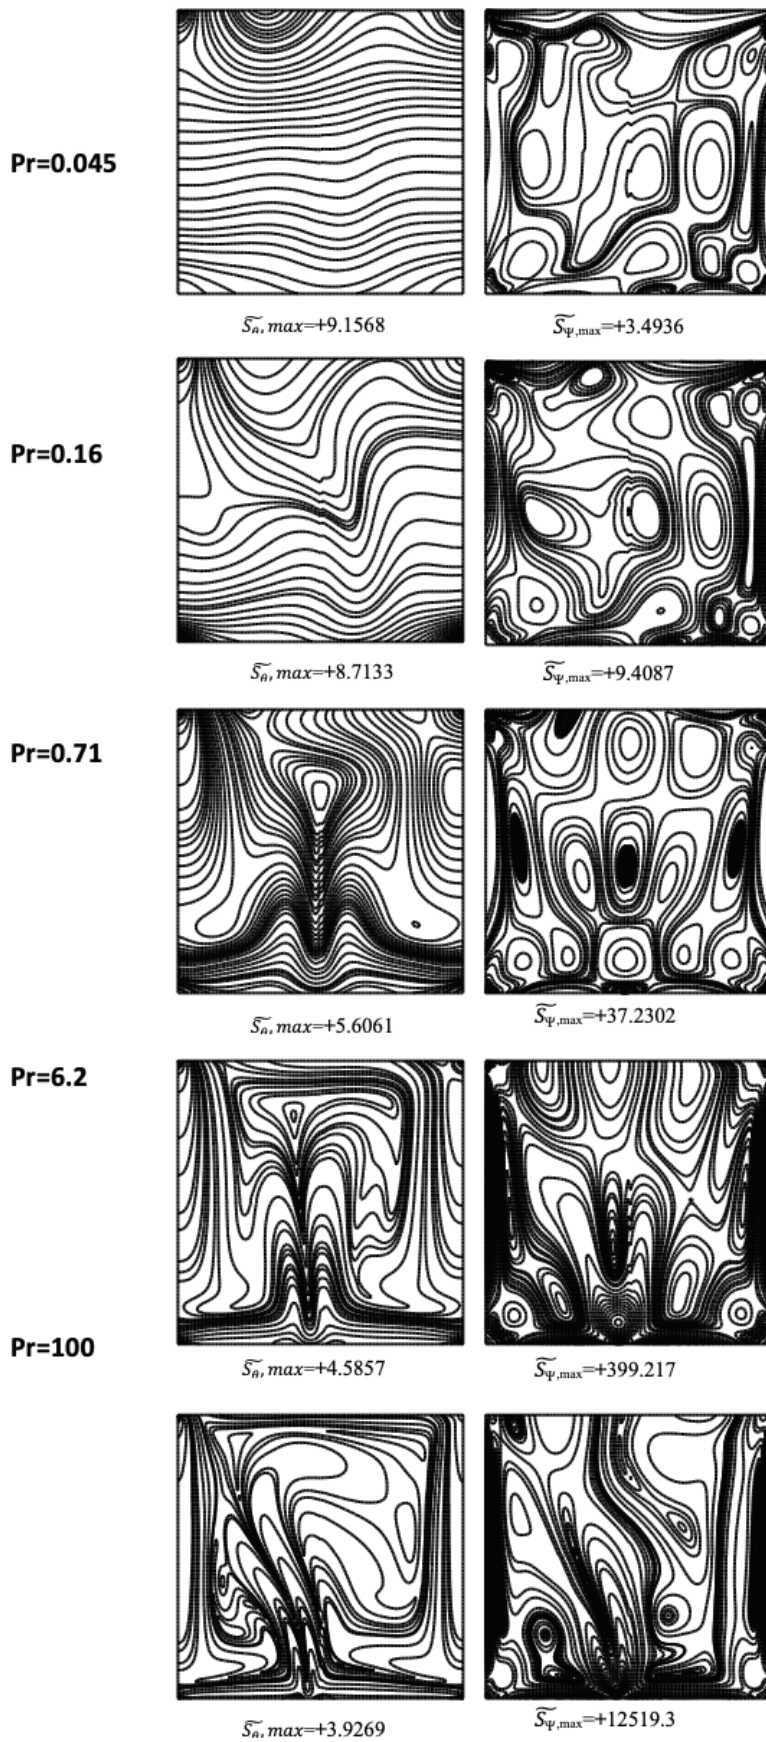 Pr=0.045
S̃θ, max=+9.1568 S̃Ψ,max=+3.4936
Pr=0.16
S̃θ, max=+8.7133 S̃Ψ,max=+9.4087
Pr=0.71
S̃θ, max=+5.6061 S̃Ψ,max=+37.2302
Pr=6.2
Pr=100
S̃θ, max=+4.5857 S̃Ψ,max=+399.217
S̃θ, max=+3.9269 S̃Ψ,max=+12519.3